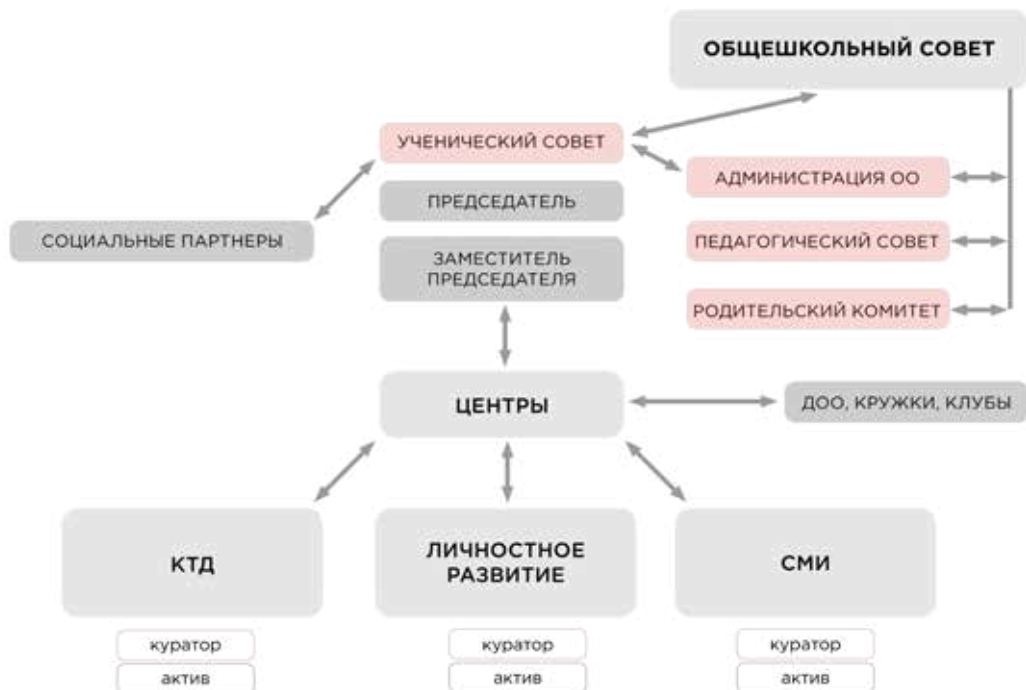 ОБЩЕШКОЛЬНЫЙ СОВЕТ
УЧЕНИЧЕСКИЙ СОВЕТ
АДМИНИСТРАЦИЯ ОО
ПРЕДСЕДАТЕЛЬ
СОЦИАЛЬНЫЕ ПАРТНЕРЫ
ПЕДАГОГИЧЕСКИЙ СОВЕТ
ЗАМЕСТИТЕЛЬ
ПРЕДСЕДАТЕЛЯ
РОДИТЕЛЬСКИЙ КОМИТЕТ
ЦЕНТРЫ
ДОО, КРУЖКИ, КЛУБЫ
КТД
ЛИЧНОСТНОЕ
РАЗВИТИЕ
СМИ
куратор
куратор
куратор
актив
актив
актив